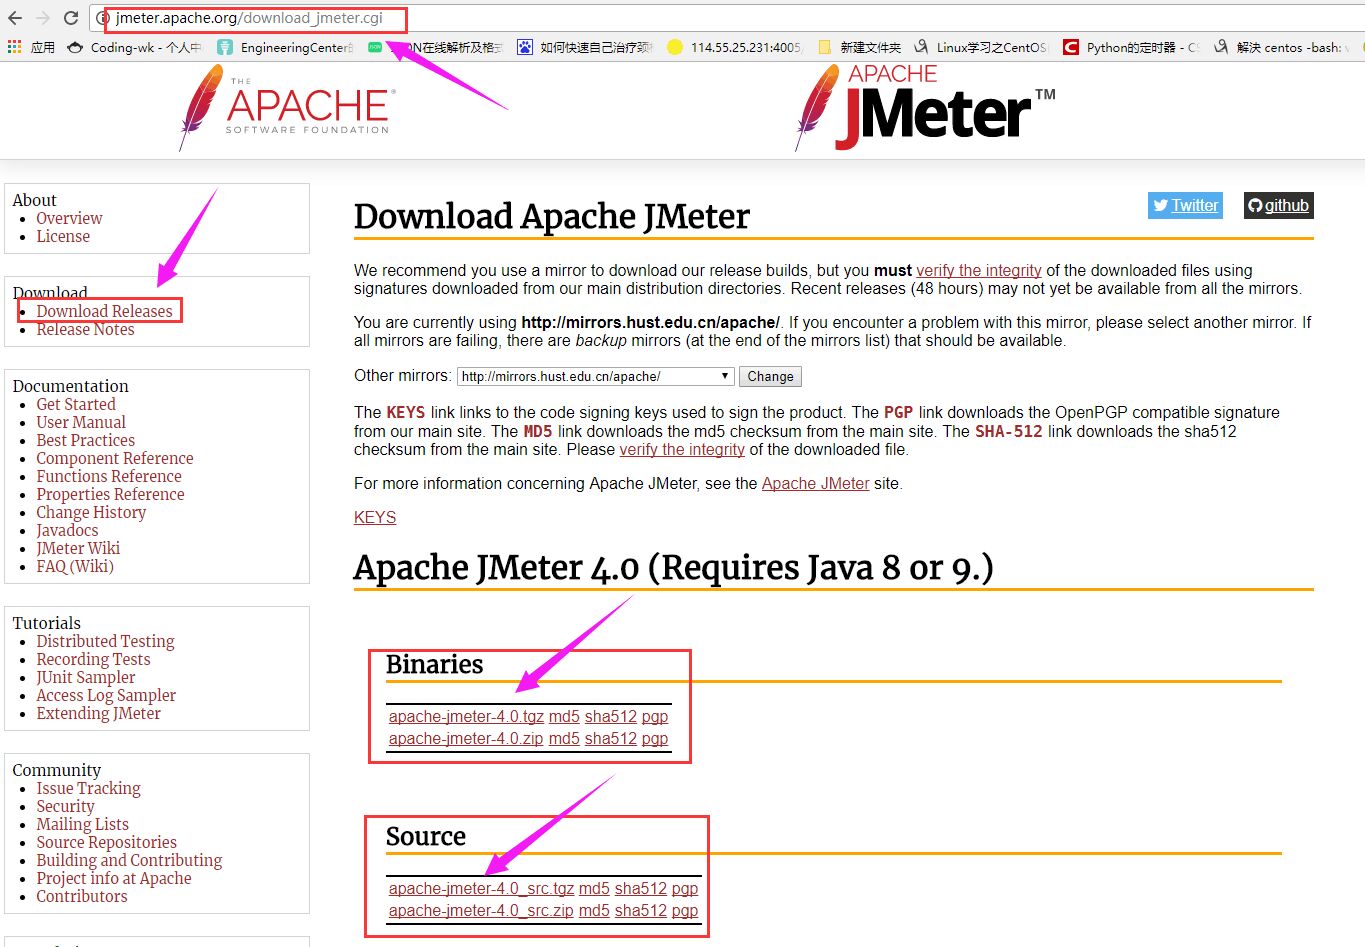 jmeter.apache.org/download_jmeter.cgi
应用 Coding-wk - 个人中 EngineeringCenter JSON在线解析及格式 如何快速自己治疗颈 114.55.25.231:4005/ 新建文件夹 Linux学习之CentOS Python的定时器 - CS 解決 centos -bash:
THE
APACHE®
SOFTWARE FOUNDATION
APACHE
JMeter™
About
Overview
License
Download
Download Releases
Release Notes
Documentation
Get Started
User Manual
Best Practices
Component Reference
Functions Reference
Properties Reference
Change History
Javadocs
JMeter Wiki
FAQ (Wiki)
Tutorials
Distributed Testing
Recording Tests
JUnit Sampler
Access Log Sampler
Extending JMeter
Community
Issue Tracking
Security
Mailing Lists
Source Repositories
Building and Contributing
Project info at Apache
Contributors
Twitter github
Download Apache JMeter
We recommend you use a mirror to download our release builds, but you must verify the integrity of the downloaded files using
signatures downloaded from our main distribution directories. Recent releases (48 hours) may not yet be available from all the mirrors.
You are currently using http://mirrors.hust.edu.cn/apache/. If you encounter a problem with this mirror, please select another mirror. If
all mirrors are failing, there are backup mirrors (at the end of the mirrors list) that should be available.
Other mirrors: http://mirrors.hust.edu.cn/apache/ Change
The KEYS link links to the code signing keys used to sign the product. The PGP link downloads the OpenPGP compatible signature
from our main site. The MD5 link downloads the md5 checksum from the main site. The SHA-512 link downloads the sha512
checksum from the main site. Please verify the integrity of the downloaded file.
For more information concerning Apache JMeter, see the Apache JMeter site.
KEYS
Apache JMeter 4.0 (Requires Java 8 or 9.)
Binaries
apache-jmeter-4.0.tgz md5 sha512 pgp
apache-jmeter-4.0.zip md5 sha512 pgp
Source
apache-jmeter-4.0_src.tgz md5 sha512 pgp
apache-jmeter-4.0_src.zip md5 sha512 pgp